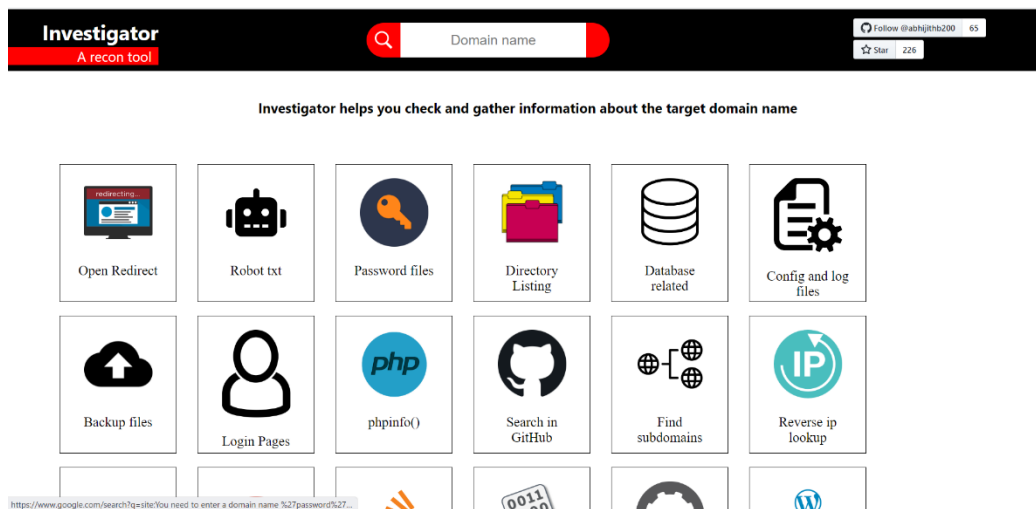 Investigator
A recon tool
Domain name
Follow @abhijithb200 65
Star 226
Investigator helps you check and gather information about the target domain name
redirecting...
Open Redirect
Robot txt
Password files
Directory
Listing
Database
related
Config and log
files
php
IP
Backup files
Login Pages
phpinfo()
Search in
GitHub
Find
subdomains
Reverse ip
lookup
0011
https://www.google.com/search?q=site:You need to enter a domain name %27password%27...